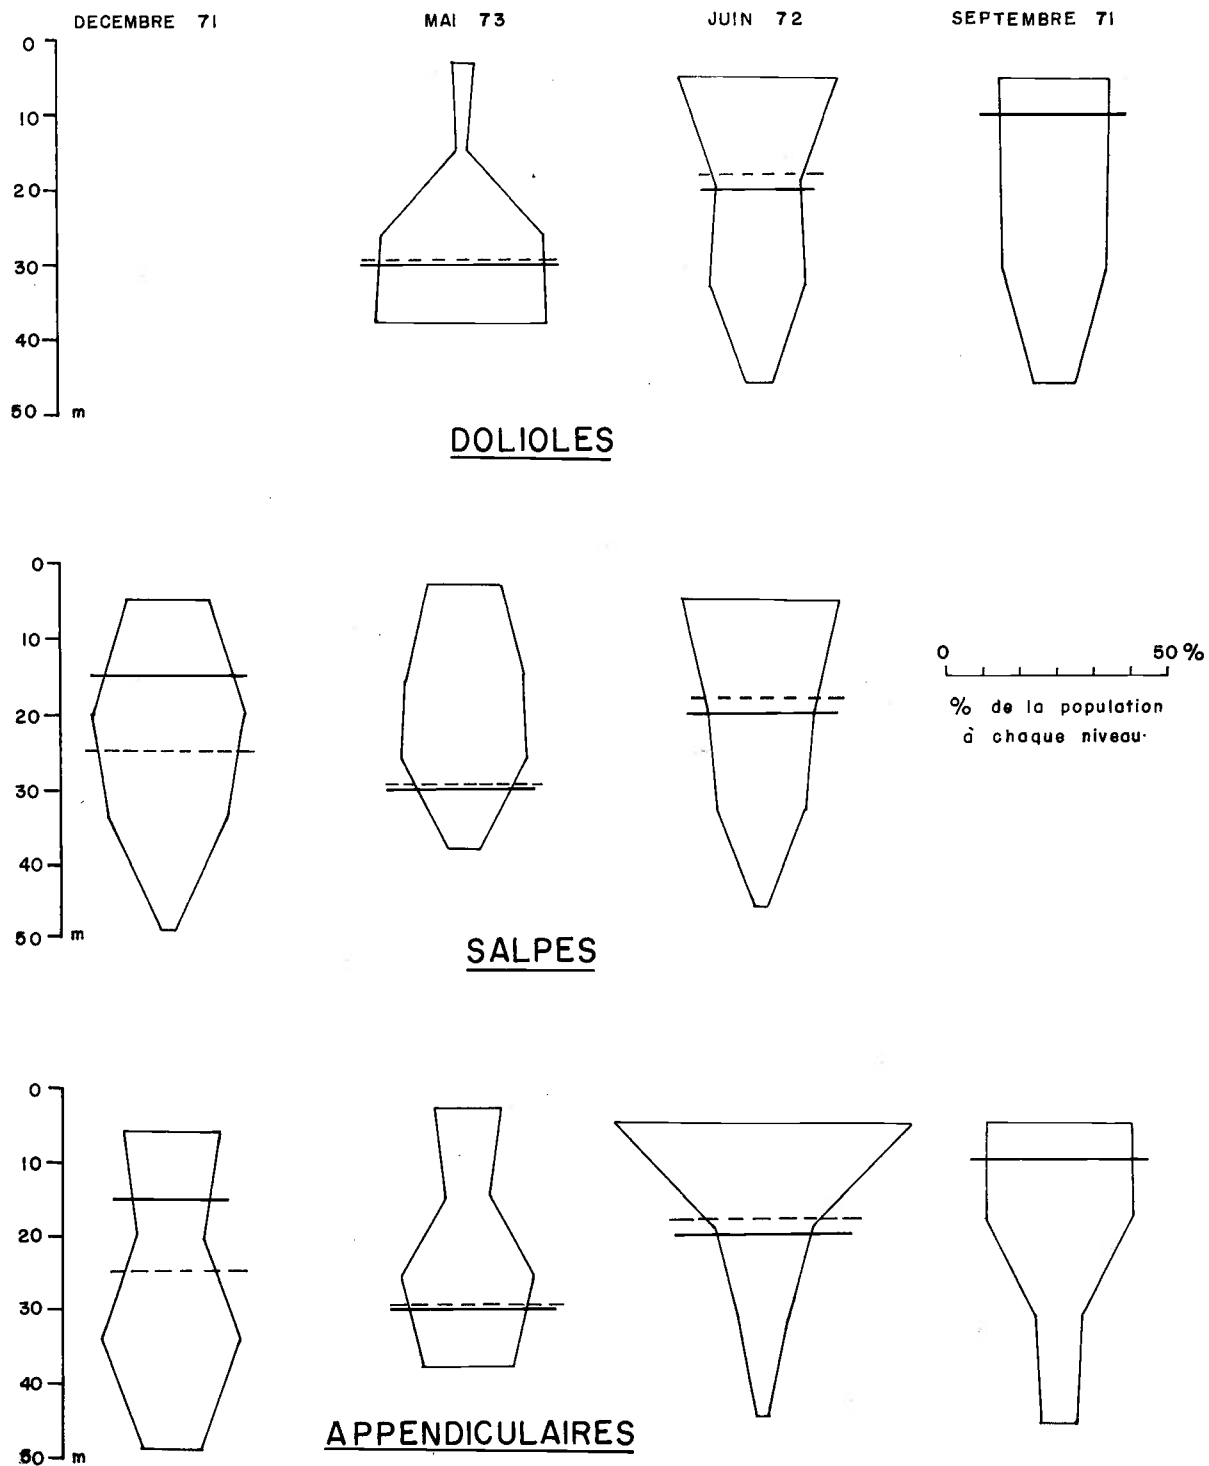 DECEMBRE 71 MAI 73 JUIN 72 SEPTEMBRE 71
0
10
20
30
40
50 m
DOLIOLES
0
10
20
30
40
50 m
0 50 %
% de la population
à chaque niveau.
SALPES
0
10
20
30
40
50 m
APPENDICULAIRES